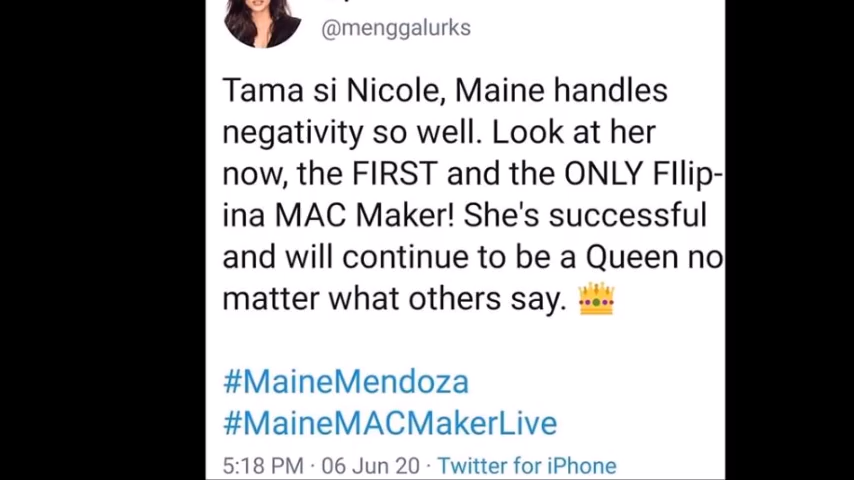 @menggalurks
Tama si Nicole, Maine handles
negativity so well. Look at her
now, the FIRST and the ONLY FIlip-
ina MAC Maker! She's successful
and will continue to be a Queen no
matter what others say. 👑
#MaineMendoza
#MaineMACMakerLive
5:18 PM · 06 Jun 20 · Twitter for iPhone